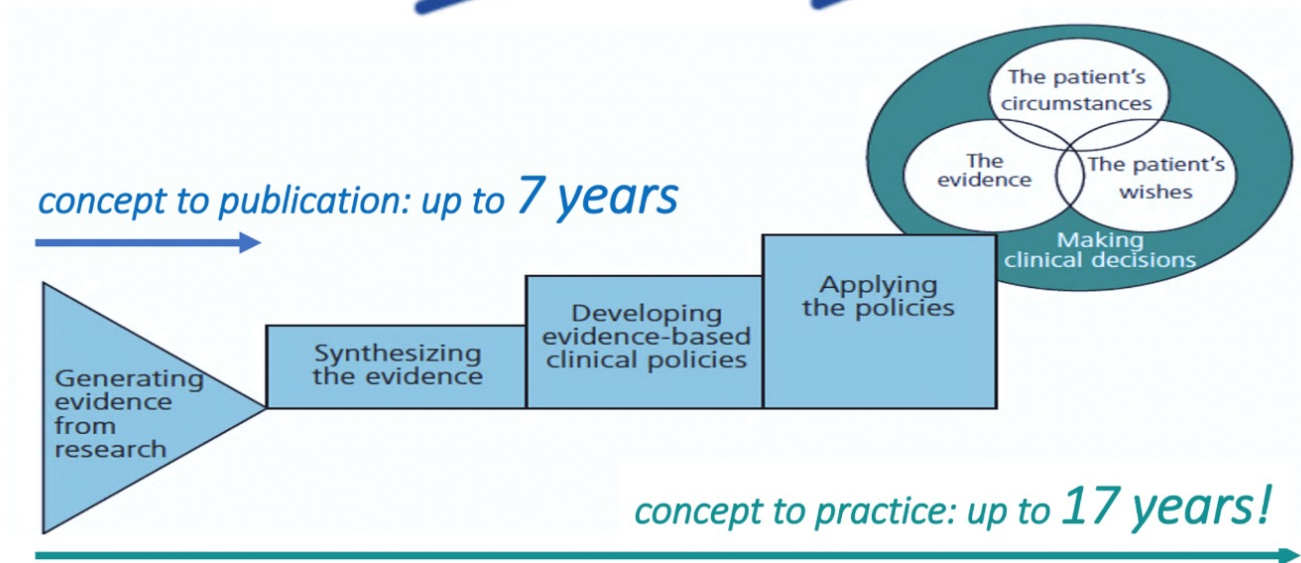 The patient's
circumstances
The
evidence
The patient's
wishes
Making
clinical decisions
concept to publication: up to 7 years
Applying
the policies
Developing
evidence-based
clinical policies
Synthesizing
the evidence
Generating
evidence
from
research
concept to practice: up to 17 years!